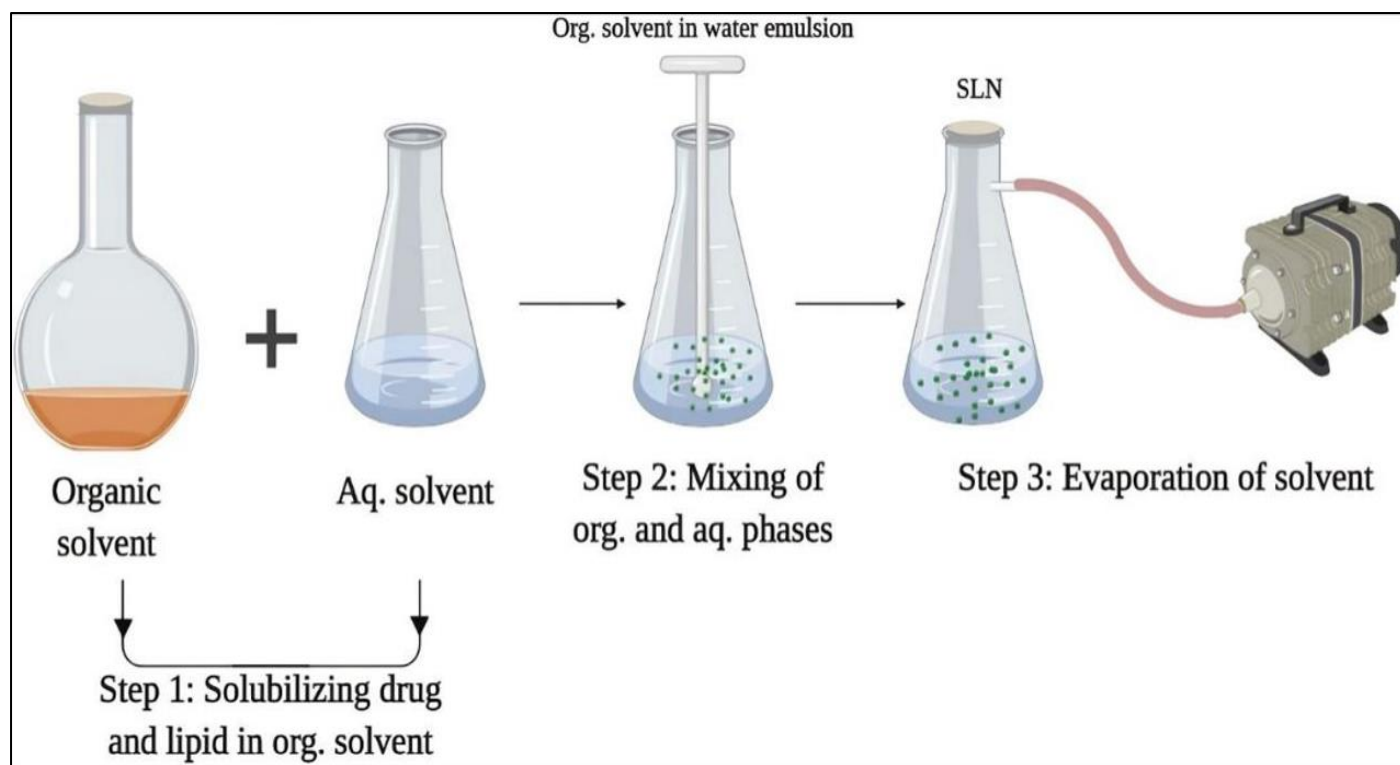 Org. solvent in water emulsion
SLN
Organic
solvent
Aq. solvent
Step 2: Mixing of
org. and aq. phases
Step 3: Evaporation of solvent
Step 1: Solubilizing drug
and lipid in org. solvent